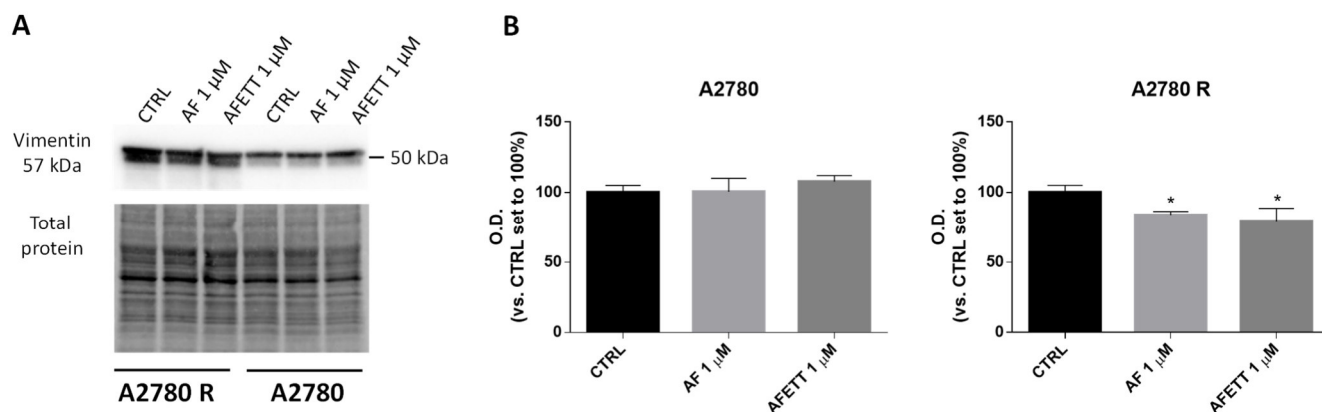 A
CTRL
AF 1 µM
AFETT 1 µM
CTRL
AF 1 µM
AFETT 1 µM
Vimentin
57 kDa
50 kDa
Total
protein
A2780 R
A2780
B
A2780
O.D.
(vs. CTRL set to 100%)
150
100
50
0
CTRL
AF 1 µM
AFETT 1 µM
A2780 R
O.D.
(vs. CTRL set to 100%)
150
100
50
0
*
*
CTRL
AF 1 µM
AFETT 1 µM